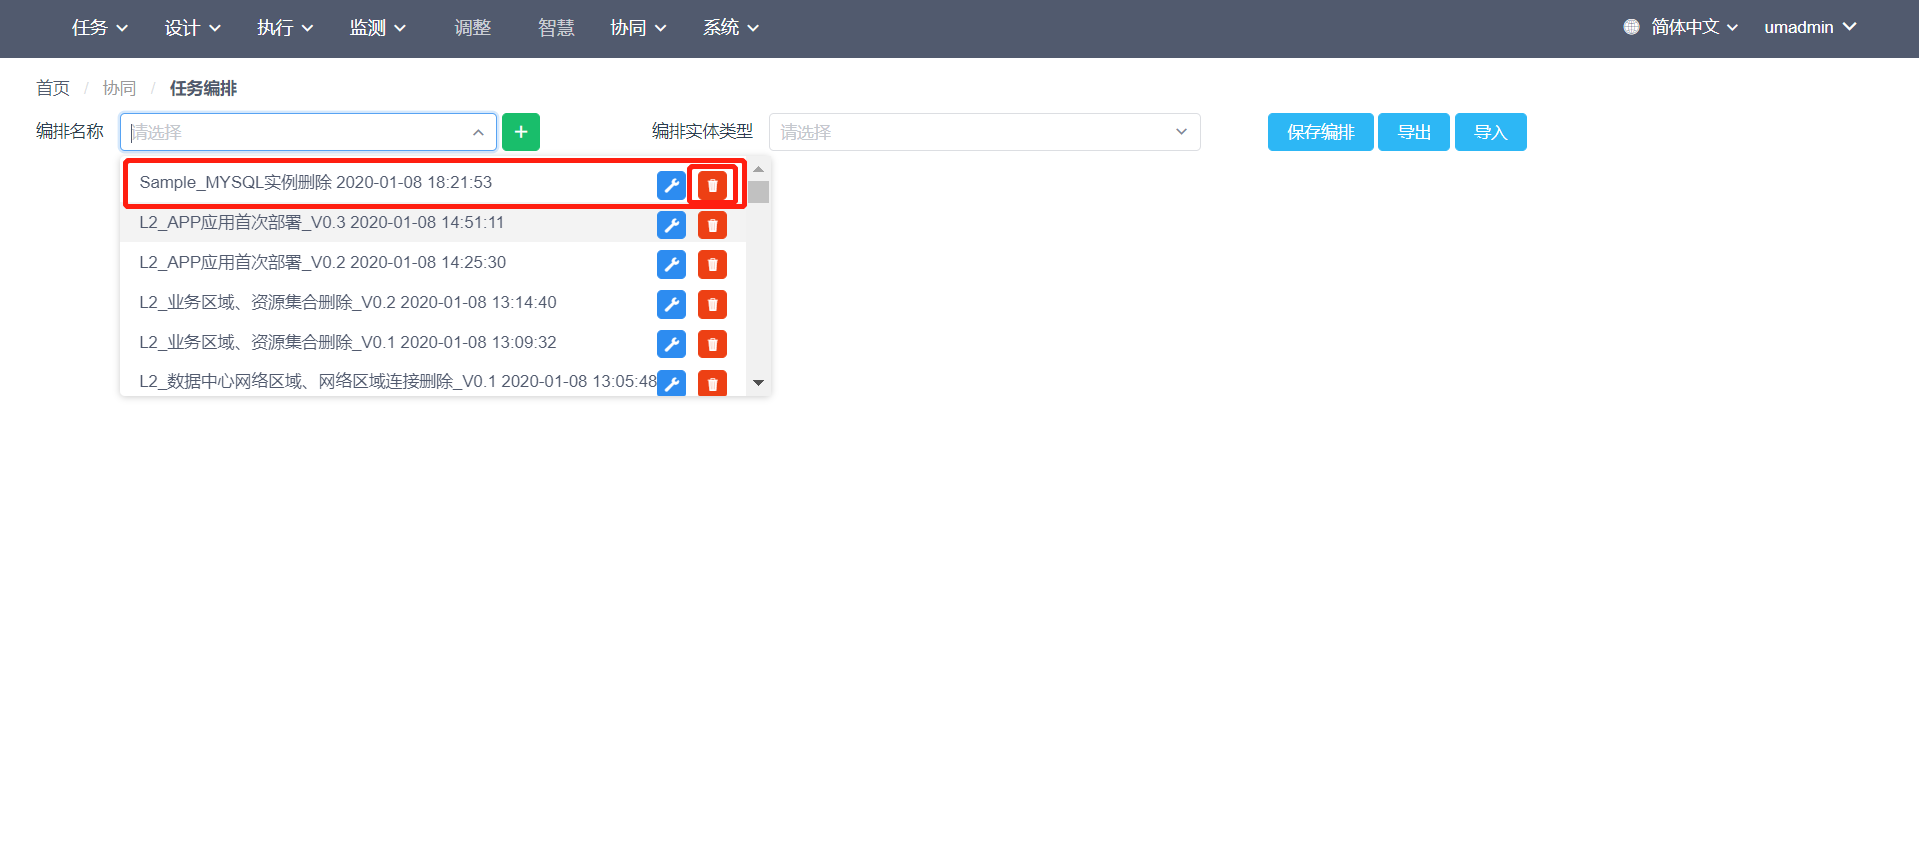 任务 设计 执行 监测 调整 智慧 协同 系统 简体中文 umadmin
首页 / 协同 / 任务编排
编排名称 请选择 + 编排实体类型 请选择 保存编排 导出 导入
Sample_MYSQL实例删除 2020-01-08 18:21:53
L2_APP应用首次部署_V0.3 2020-01-08 14:51:11
L2_APP应用首次部署_V0.2 2020-01-08 14:25:30
L2_业务区域、资源集合删除_V0.2 2020-01-08 13:14:40
L2_业务区域、资源集合删除_V0.1 2020-01-08 13:09:32
L2_数据中心网络区域、网络区域连接删除_V0.1 2020-01-08 13:05:48